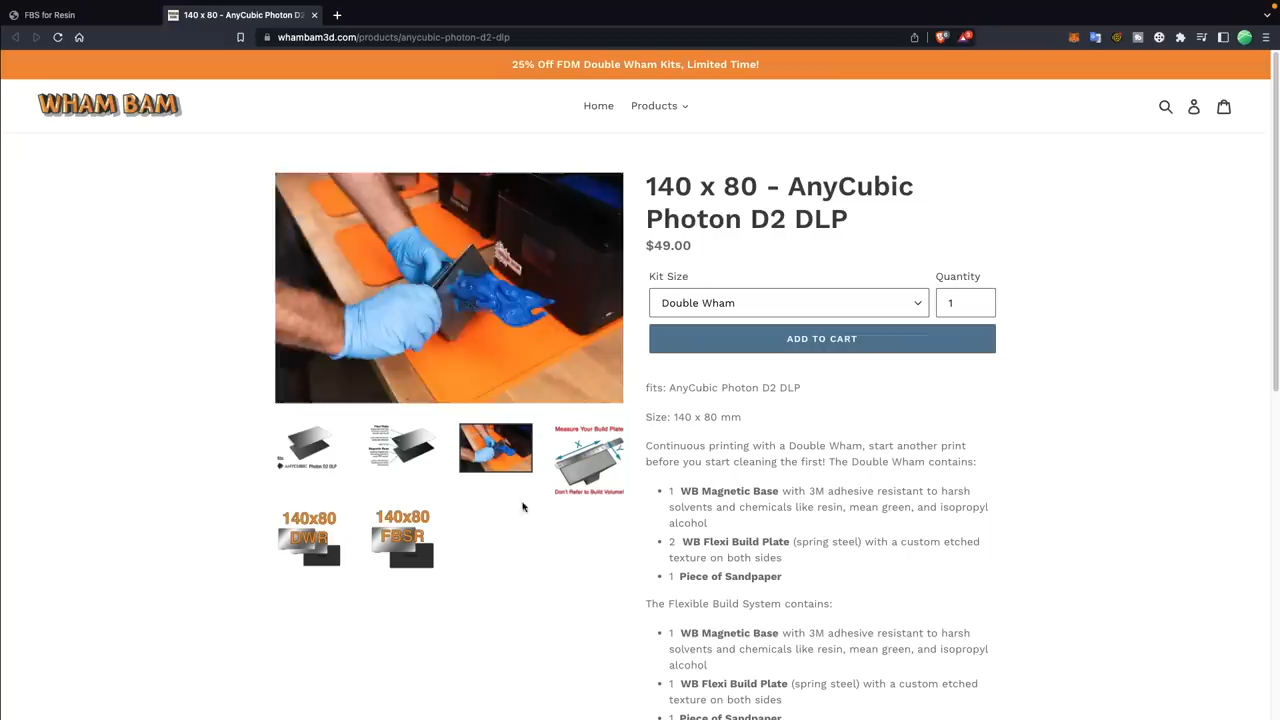 FBS for Resin
140 x 80 - AnyCubic Photon D2
whambam3d.com/products/anycubic-photon-d2-dlp
25% Off FDM Double Wham Kits, Limited Time!
WHAM BAM
Home
Products
140 x 80 - AnyCubic
Photon D2 DLP
$49.00
Kit Size
Quantity
Double Wham
1
ADD TO CART
fits: AnyCubic Photon D2 DLP
Size: 140 x 80 mm
Continuous printing with a Double Wham, start another print
before you start cleaning the first! The Double Wham contains:
• 1 WB Magnetic Base with 3M adhesive resistant to harsh
solvents and chemicals like resin, mean green, and isopropyl
alcohol
• 2 WB Flexi Build Plate (spring steel) with a custom etched
texture on both sides
• 1 Piece of Sandpaper
The Flexible Build System contains:
• 1 WB Magnetic Base with 3M adhesive resistant to harsh
solvents and chemicals like resin, mean green, and isopropyl
alcohol
• 1 WB Flexi Build Plate (spring steel) with a custom etched
texture on both sides
• 1 Piece of Sandpaper
ANYCUBIC Photon D2 DLP
Measure Your Build Plate
X
Y
Don't Refer to Build Volume!
140x80
DWR
140x80
FBSR